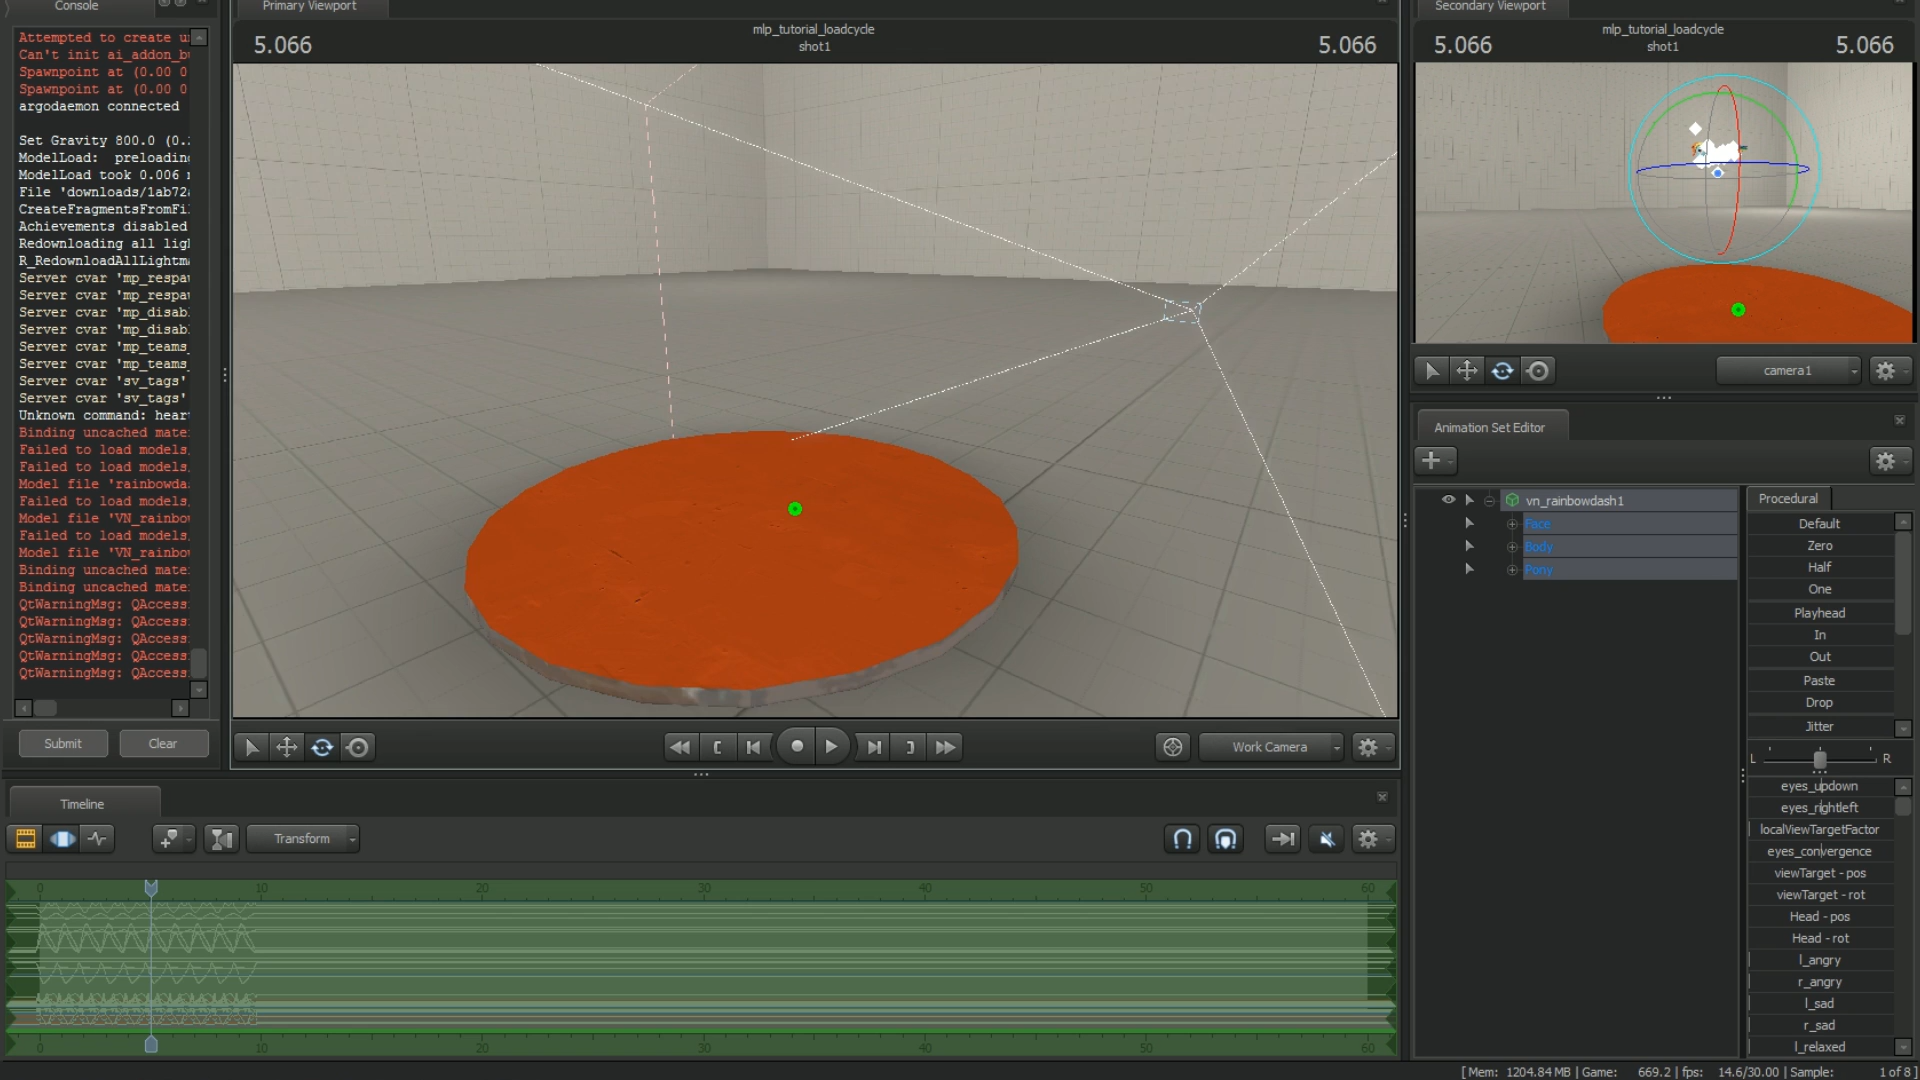 Console
Attempted to create u
Can't init ai_addon_b
Spawnpoint at (0.00 0
Spawnpoint at (0.00 0
argodaemon connected
Set Gravity 800.0 (0.
ModelLoad:  preloading
ModelLoad took 0.006
File 'downloads/1ab72
CreateFragmentsFromFi
Achievements disabled
Redownloading all lig
R_RedownloadAllLightm
Server cvar 'mp_respa
Server cvar 'mp_respa
Server cvar 'mp_disab
Server cvar 'mp_disab
Server cvar 'mp_teams_
Server cvar 'mp_teams_
Server cvar 'sv_tags'
Server cvar 'sv_tags'
Unknown command: hear
Binding uncached mate
Failed to load models
Failed to load models
Model file 'rainbowda
Failed to load models
Model file 'VN_rainbo
Failed to load models
Model file 'VN_rainbo
Binding uncached mate
Binding uncached mate
QtWarningMsg: QAccess
QtWarningMsg: QAccess
QtWarningMsg: QAccess
QtWarningMsg: QAccess
QtWarningMsg: QAccess
Submit
Clear
Primary Viewport
5.066
mlp_tutorial_loadcycle
shot1
5.066
Work Camera
Secondary Viewport
5.066
mlp_tutorial_loadcycle
shot1
5.066
camera1
Animation Set Editor
vn_rainbowdash1
Face
Body
Pony
Procedural
Default
Zero
Half
One
Playhead
In
Out
Paste
Drop
Jitter
L
R
eyes_updown
eyes_rightleft
localViewTargetFactor
eyes_convergence
viewTarget - pos
viewTarget - rot
Head - pos
Head - rot
l_angry
r_angry
l_sad
r_sad
l_relaxed
Timeline
Transform
0 10 20 30 40 50 60
0 10 20 30 40 50 60
[ Mem: 1204.84 MB | Game: 669.2 | fps: 14.6/30.00 | Sample: 1 of 8 ]